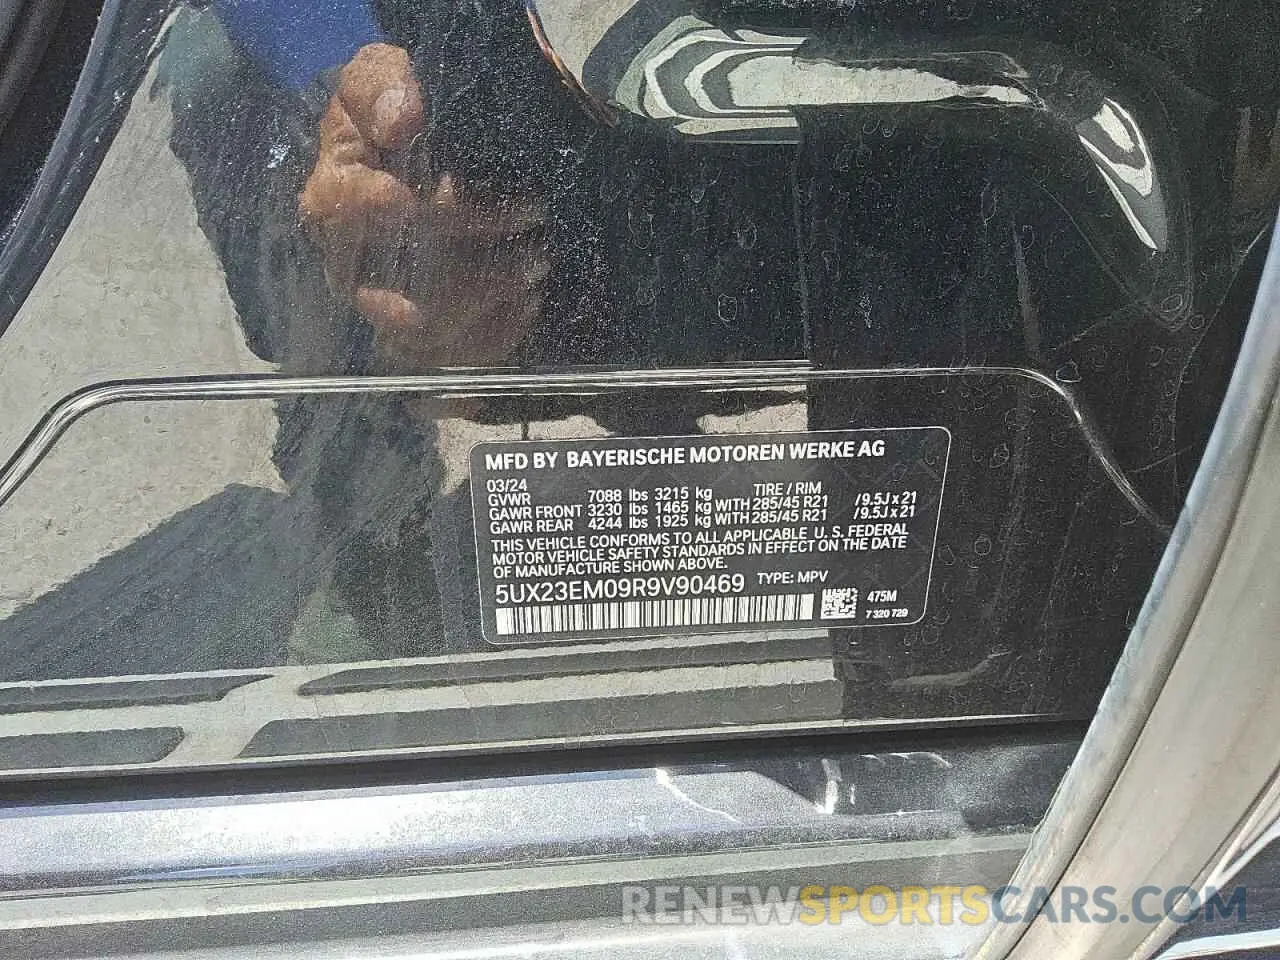 MFD BY BAYERISCHE MOTOREN WERKE AG
03/24 TIRE / RIM
GVWR 7088 lbs 3215 kg
GAWR FRONT 3230 lbs 1465 kg WITH 285/45 R21 /9.5J x 21
GAWR REAR 4244 lbs 1925 kg WITH 285/45 R21 /9.5J x 21
THIS VEHICLE CONFORMS TO ALL APPLICABLE U. S. FEDERAL
MOTOR VEHICLE SAFETY STANDARDS IN EFFECT ON THE DATE
OF MANUFACTURE SHOWN ABOVE.
5UX23EM09R9V90469 TYPE: MPV
475M
7 320 729
RENEWSPORTSCARS.COM